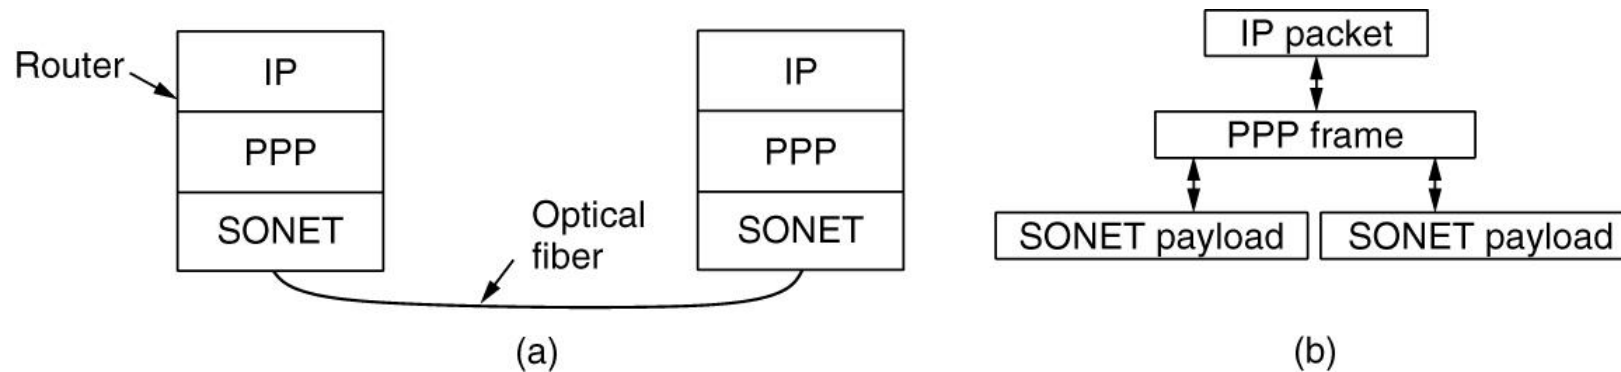 Router
IP
PPP
SONET
Optical
fiber
IP
PPP
SONET
(a)
IP packet
PPP frame
SONET payload
SONET payload
(b)